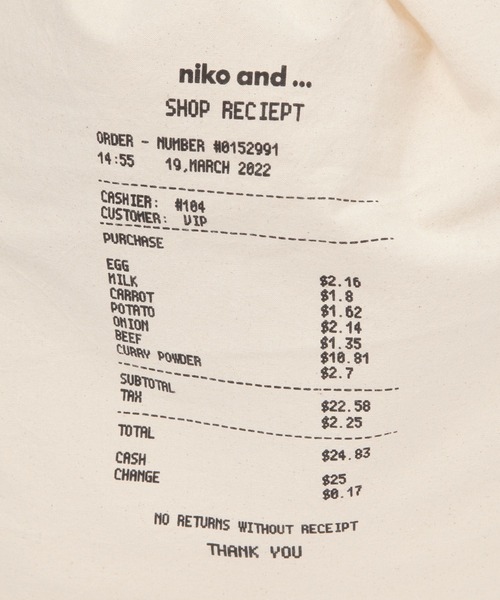 niko and ...
SHOP RECIEPT
ORDER - NUMBER #0152991
14:55 19,MARCH 2022
CASHIER: #104
CUSTOMER: VIP
PURCHASE
EGG $2.16
MILK $1.8
CARROT $1.62
POTATO $2.14
ONION $1.35
BEEF $10.81
CURRY POWDER $2.7
SUBTOTAL $22.58
TAX $2.25
TOTAL $24.83
CASH $25
CHANGE $0.17
NO RETURNS WITHOUT RECEIPT
THANK YOU